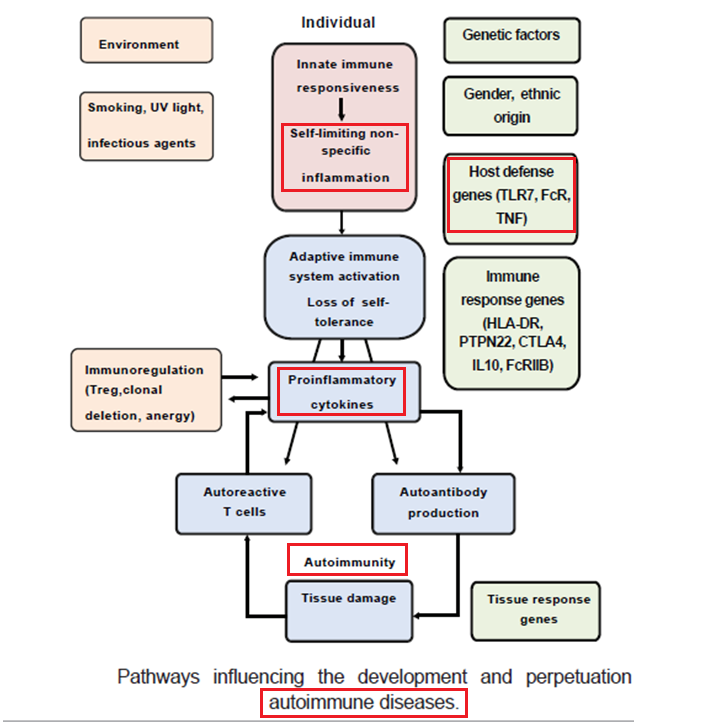 Individual
Environment
Smoking, UV light,
infectious agents
Innate immune
responsiveness
Self-limiting non-
specific
inflammation
Genetic factors
Gender, ethnic
origin
Host defense
genes (TLR7, FcR,
TNF)
Adaptive immune
system activation
Loss of self-
tolerance
Immune
response genes
(HLA-DR,
PTPN22, CTLA4,
IL10, FcRIIB)
Immunoregulation
(Treg,clonal
deletion, anergy)
Proinflammatory
cytokines
Autoreactive
T cells
Autoantibody
production
Autoimmunity
Tissue damage
Tissue response
genes
Pathways influencing the development and perpetuation
autoimmune diseases.